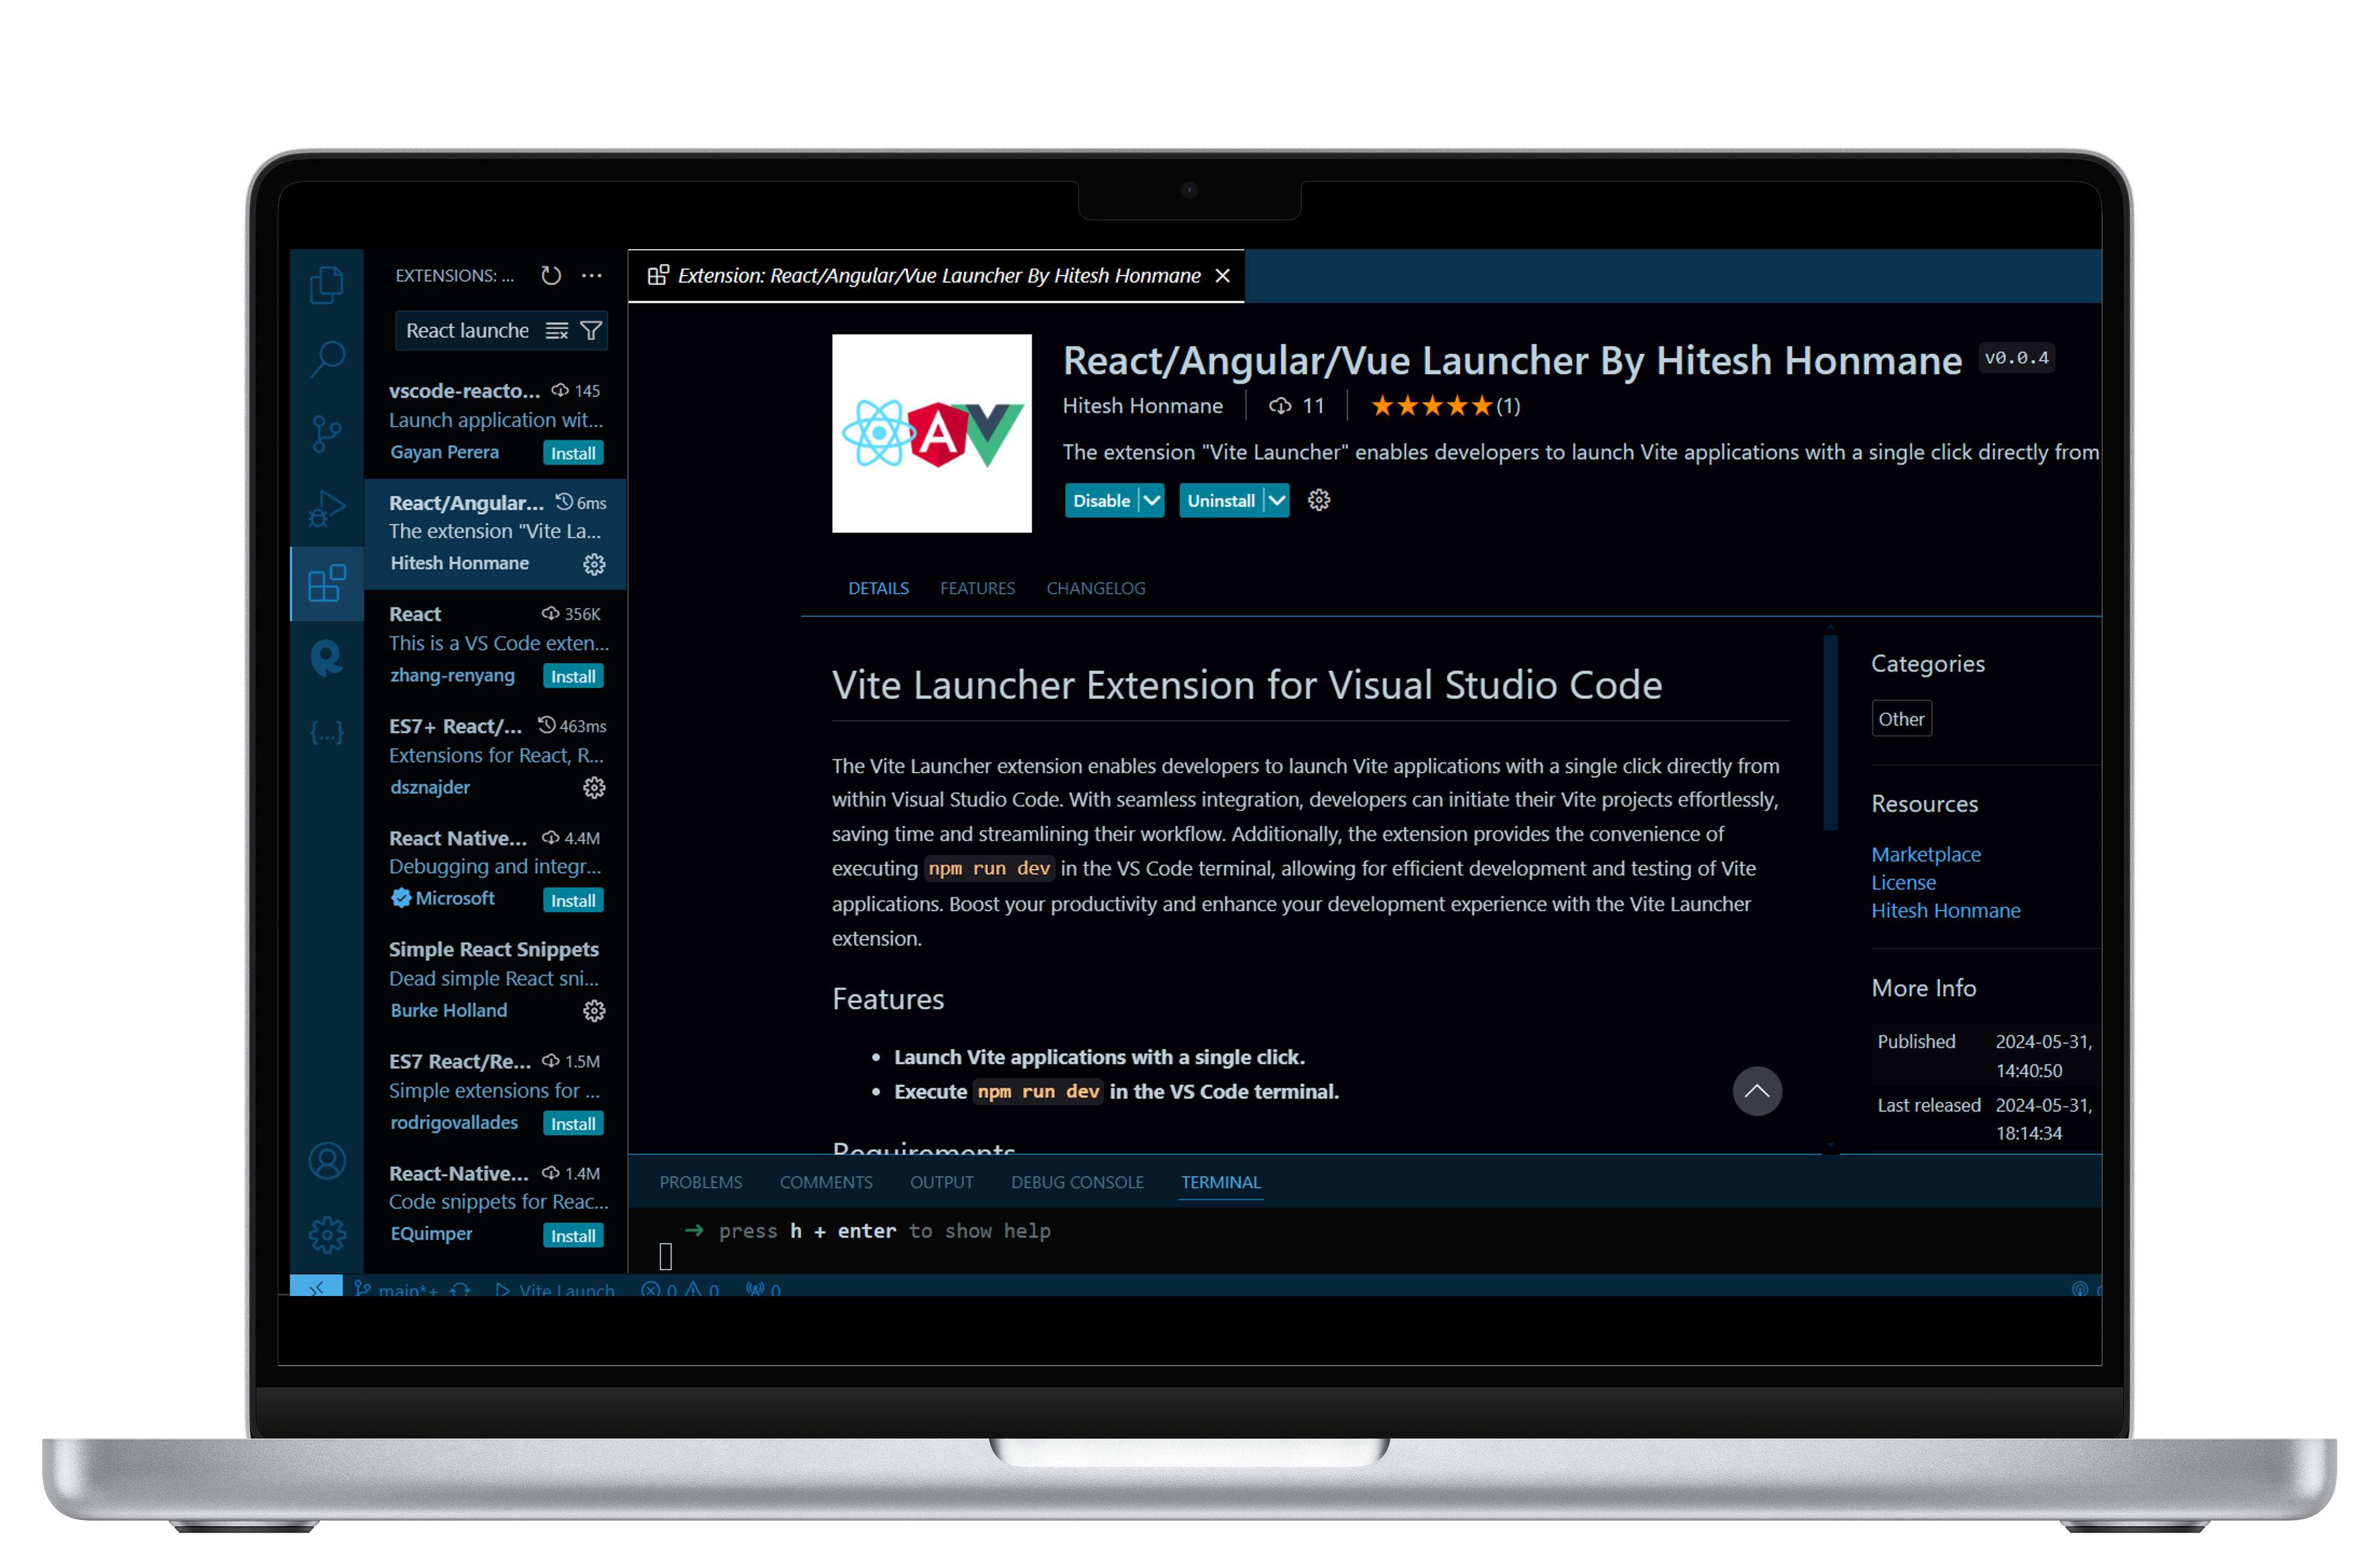 EXTENSIONS: ...
React launche
vscode-reacto... 145
Launch application wit...
Gayan Perera Install
React/Angular... 6ms
The extension "Vite La...
Hitesh Honmane
React 356K
This is a VS Code exten...
zhang-renyang Install
ES7+ React/... 463ms
Extensions for React, R...
dsznajder
React Native... 4.4M
Debugging and integr...
Microsoft Install
Simple React Snippets
Dead simple React sni...
Burke Holland
ES7 React/Re... 1.5M
Simple extensions for ...
rodrigovallades Install
React-Native... 1.4M
Code snippets for Reac...
EQuimper Install
Extension: React/Angular/Vue Launcher By Hitesh Honmane
React/Angular/Vue Launcher By Hitesh Honmane v0.0.4
Hitesh Honmane 11 ★★★★★(1)
The extension "Vite Launcher" enables developers to launch Vite applications with a single click directly from
Disable Uninstall
DETAILS FEATURES CHANGELOG
Vite Launcher Extension for Visual Studio Code
The Vite Launcher extension enables developers to launch Vite applications with a single click directly from
within Visual Studio Code. With seamless integration, developers can initiate their Vite projects effortlessly,
saving time and streamlining their workflow. Additionally, the extension provides the convenience of
executing npm run dev in the VS Code terminal, allowing for efficient development and testing of Vite
applications. Boost your productivity and enhance your development experience with the Vite Launcher
extension.
Features
• Launch Vite applications with a single click.
• Execute npm run dev in the VS Code terminal.
Requirements
Categories
Other
Resources
Marketplace
License
Hitesh Honmane
More Info
Published 2024-05-31,
14:40:50
Last released 2024-05-31,
18:14:34
PROBLEMS COMMENTS OUTPUT DEBUG CONSOLE TERMINAL
→ press h + enter to show help
main*+ Vite Launch 0 0 0